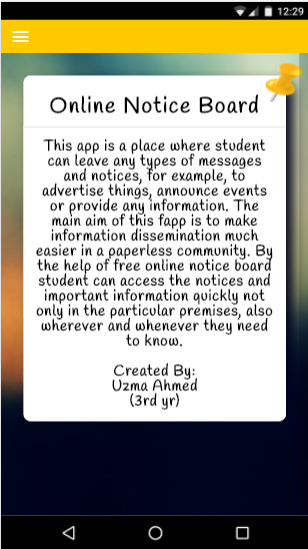 12:29
Online Notice Board
This app is a place where student
can leave any types of messages
and notices, for example, to
advertise things, announce events
or provide any information. The
main aim of this fapp is to make
information dissemination much
easier in a paperless community. By
the help of free online notice board
student can access the notices and
important information quickly not
only in the particular premises, also
wherever and whenever they need
to know.
Created By:
Uzma Ahmed
(3rd yr)